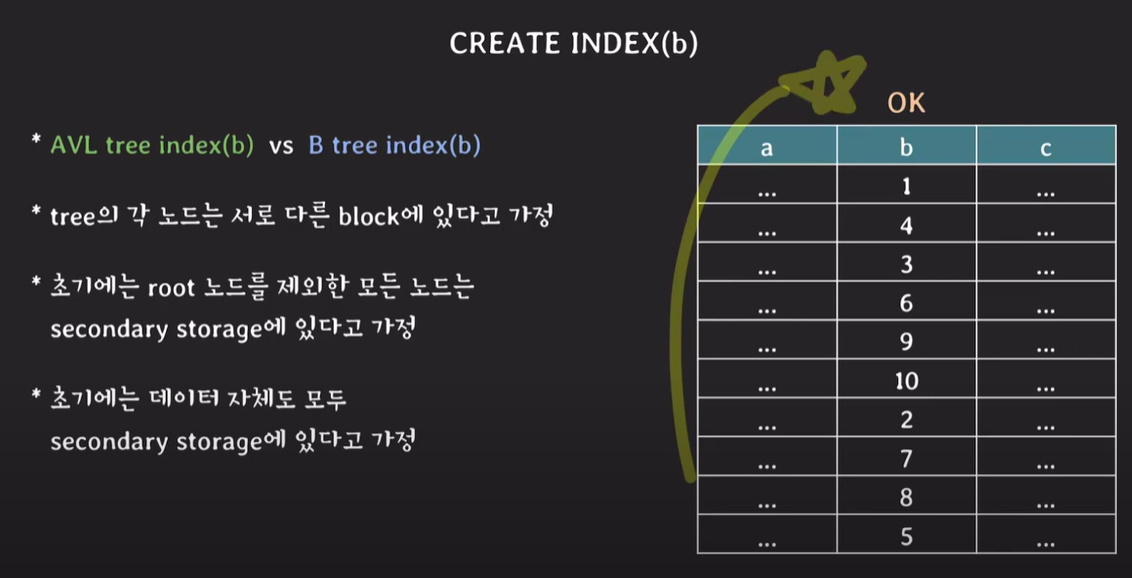 CREATE INDEX(b)
* AVL tree index(b) vs B tree index(b)
* tree의 각 노드는 서로 다른 block에 있다고 가정
* 초기에는 root 노드를 제외한 모든 노드는
secondary storage에 있다고 가정
* 초기에는 데이터 자체도 모두
secondary storage에 있다고 가정
OK
a b c
... 1 ...
... 4 ...
... 3 ...
... 6 ...
... 9 ...
... 10 ...
... 2 ...
... 7 ...
... 8 ...
... 5 ...